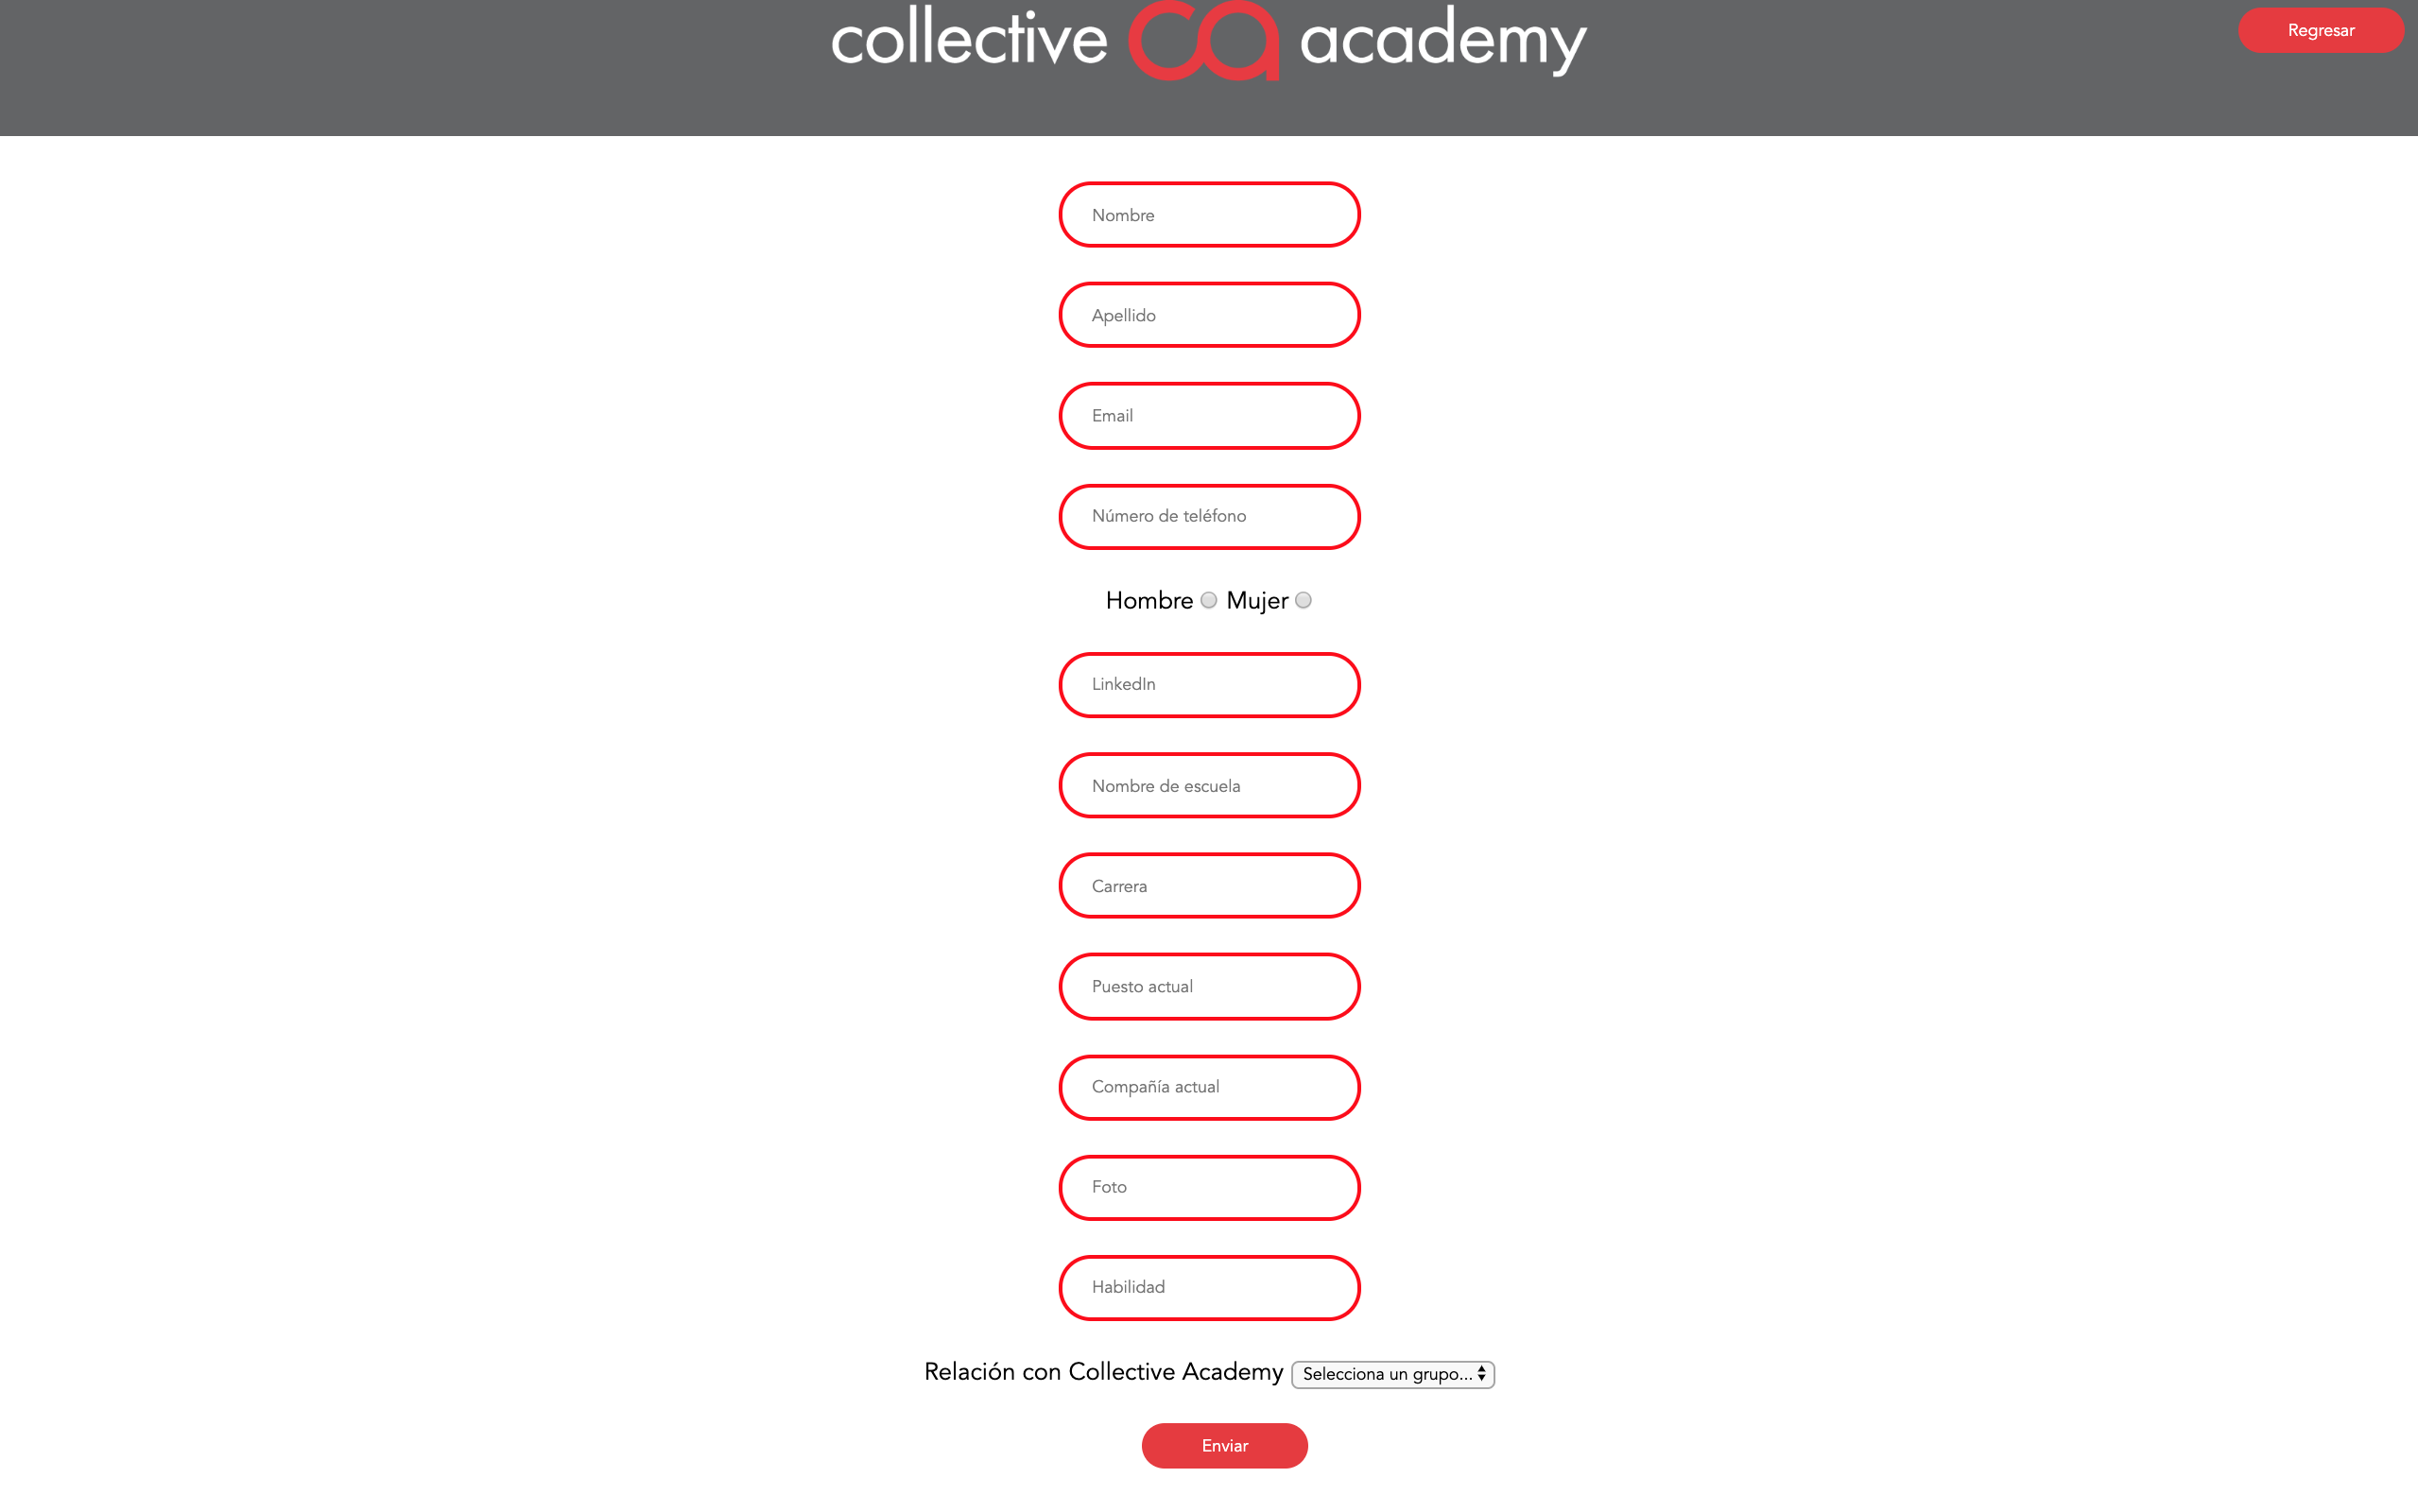 collective ca academy
Regresar
Nombre
Apellido
Email
Número de teléfono
Hombre Mujer
LinkedIn
Nombre de escuela
Carrera
Puesto actual
Compañía actual
Foto
Habilidad
Relación con Collective Academy Selecciona un grupo...
Enviar